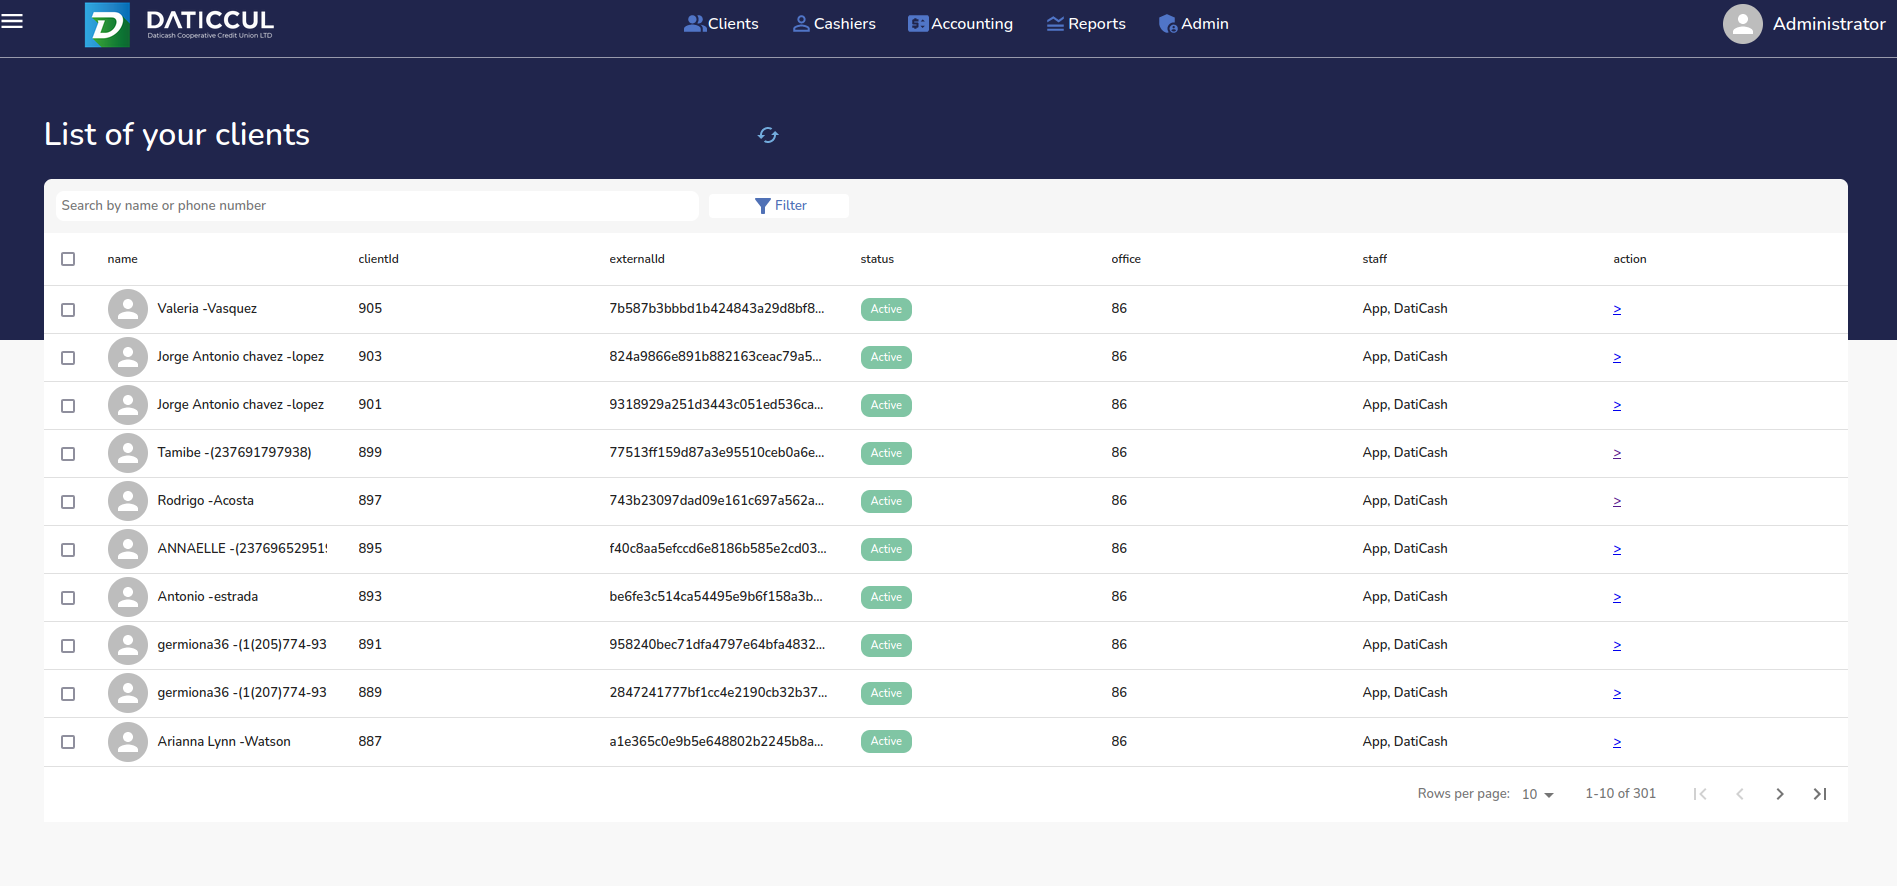 DATICCUL
Daticash Cooperative Credit Union LTD
Clients Cashiers Accounting Reports Admin
Administrator
List of your clients
Search by name or phone number Filter
name clientId externalId status office staff action
Valeria -Vasquez 905 7b587b3bbbd1b424843a29d8bf8... Active 86 App, DatiCash >
Jorge Antonio chavez -lopez 903 824a9866e891b882163ceac79a5... Active 86 App, DatiCash >
Jorge Antonio chavez -lopez 901 9318929a251d3443c051ed536ca... Active 86 App, DatiCash >
Tamibe -(237691797938) 899 77513ff159d87a3e95510ceb0a6e... Active 86 App, DatiCash >
Rodrigo -Acosta 897 743b23097dad09e161c697a562a... Active 86 App, DatiCash >
ANNAELLE -(23769652951 895 f40c8aa5efccd6e8186b585e2cd03... Active 86 App, DatiCash >
Antonio -estrada 893 be6fe3c514ca54495e9b6f158a3b... Active 86 App, DatiCash >
germiona36 -(1(205)774-93 891 958240bec71dfa4797e64bfa4832... Active 86 App, DatiCash >
germiona36 -(1(207)774-93 889 2847241777bf1cc4e2190cb32b37... Active 86 App, DatiCash >
Arianna Lynn -Watson 887 a1e365c0e9b5e648802b2245b8a... Active 86 App, DatiCash >
Rows per page: 10 1-10 of 301